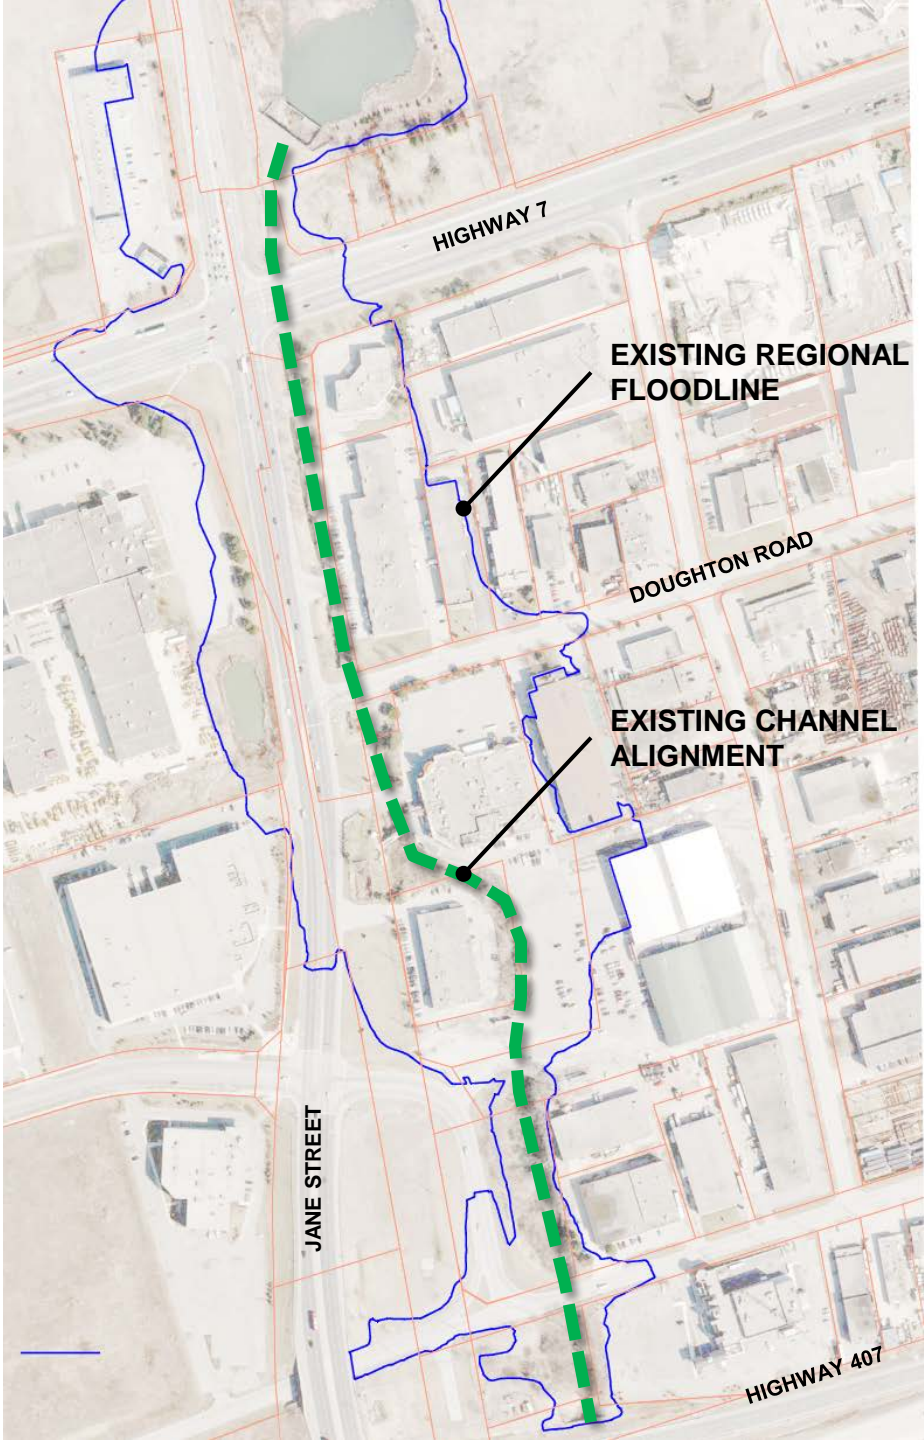 HIGHWAY 7
EXISTING REGIONAL
FLOODLINE
DOUGHTON ROAD
EXISTING CHANNEL
ALIGNMENT
JANE STREET
HIGHWAY 407